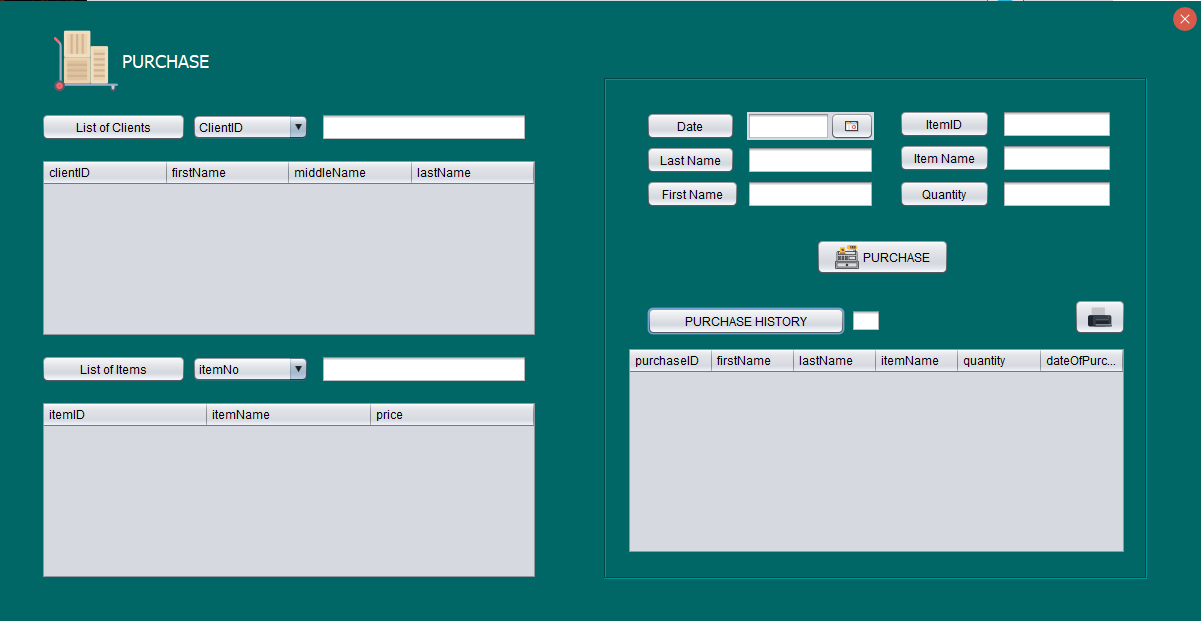 PURCHASE
List of Clients ClientID
clientID firstName middleName lastName
List of Items itemNo
itemID itemName price
Date ItemID
Last Name Item Name
First Name Quantity
PURCHASE
PURCHASE HISTORY
purchaseID firstName lastName itemName quantity dateOfPurc...